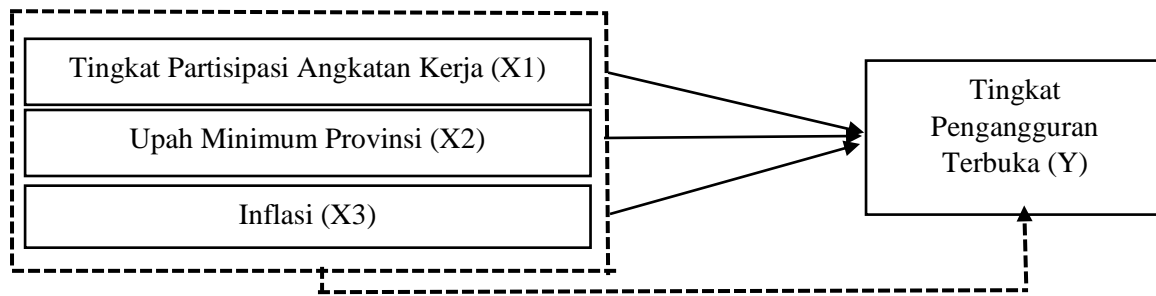 Tingkat Partisipasi Angkatan Kerja (X1)
Upah Minimum Provinsi (X2)
Inflasi (X3)
Tingkat
Pengangguran
Terbuka (Y)